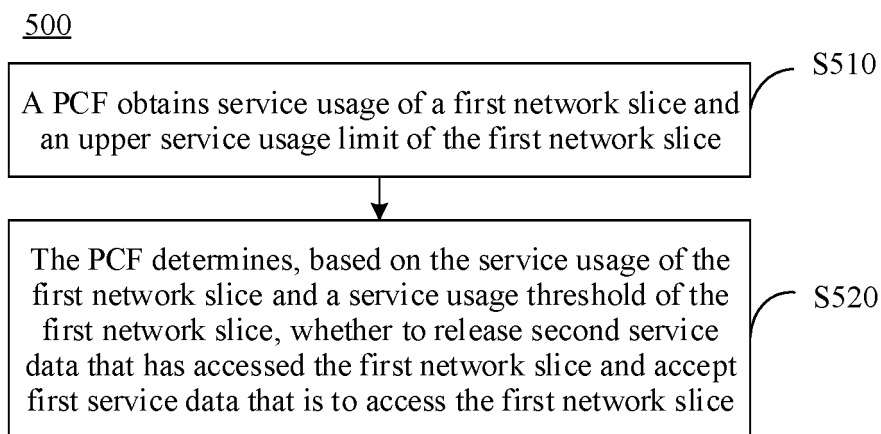 500
S510
A PCF obtains service usage of a first network slice and
an upper service usage limit of the first network slice
The PCF determines, based on the service usage of the
first network slice and a service usage threshold of the
first network slice, whether to release second service
data that has accessed the first network slice and accept
first service data that is to access the first network slice
S520